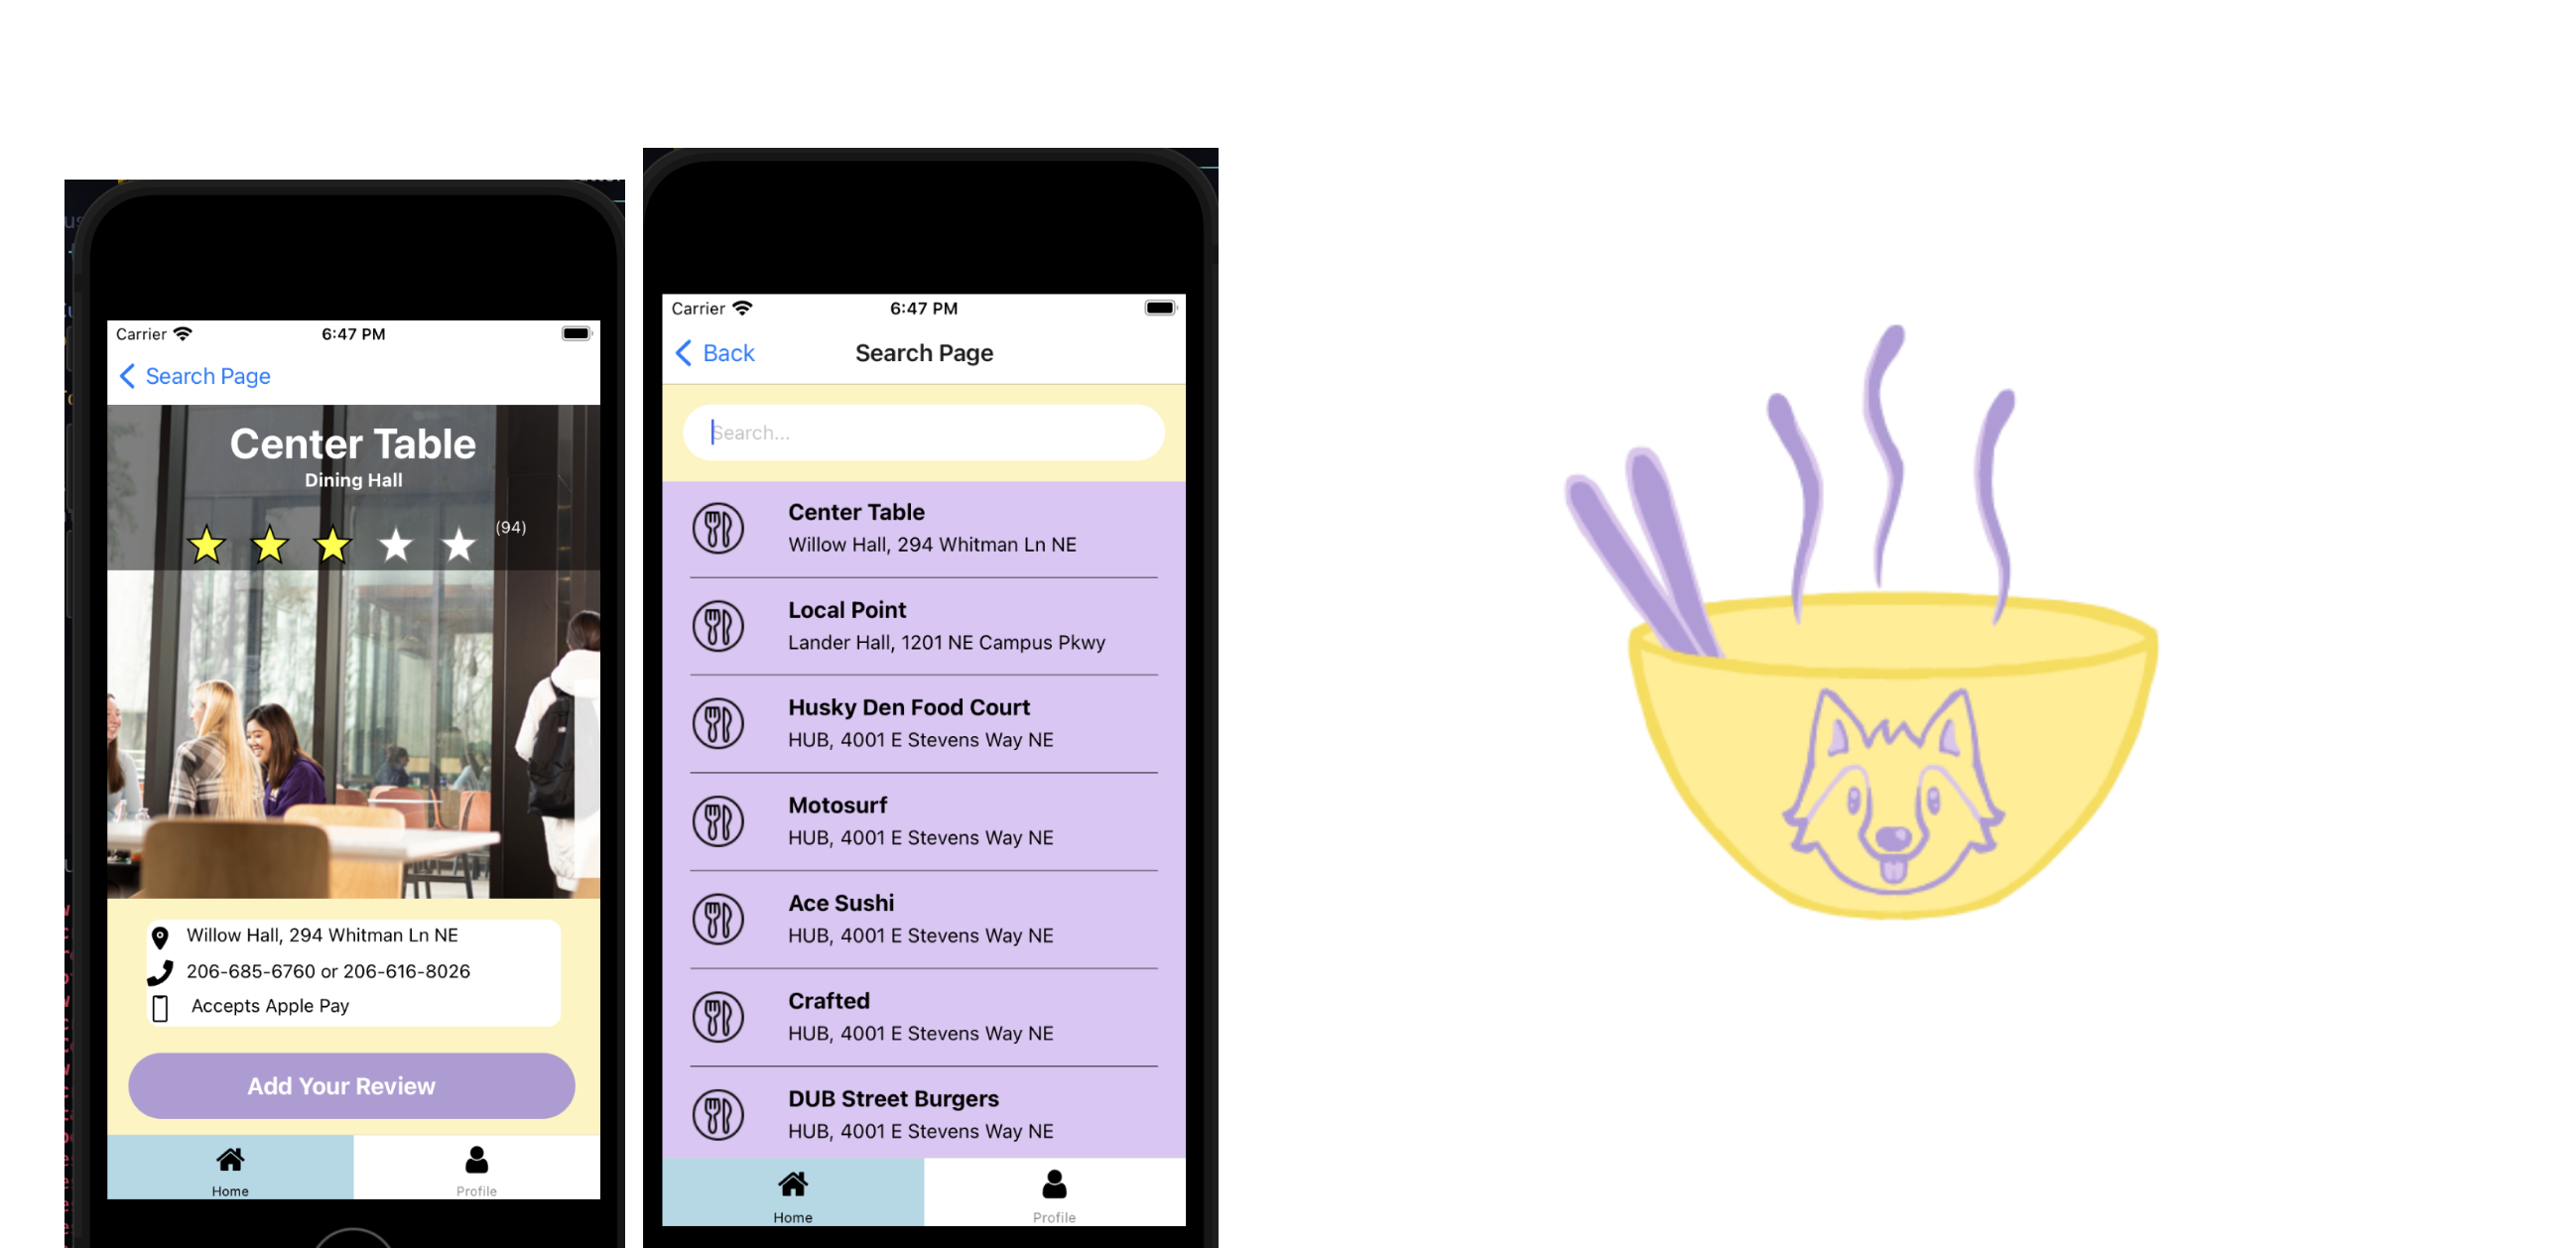 Carrier
6:47 PM
Search Page
Center Table
Dining Hall
(94)
Willow Hall, 294 Whitman Ln NE
206-685-6760 or 206-616-8026
Accepts Apple Pay
Add Your Review
Home
Profile
Carrier
6:47 PM
Back
Search Page
Search...
Center Table
Willow Hall, 294 Whitman Ln NE
Local Point
Lander Hall, 1201 NE Campus Pkwy
Husky Den Food Court
HUB, 4001 E Stevens Way NE
Motosurf
HUB, 4001 E Stevens Way NE
Ace Sushi
HUB, 4001 E Stevens Way NE
Crafted
HUB, 4001 E Stevens Way NE
DUB Street Burgers
HUB, 4001 E Stevens Way NE
Home
Profile